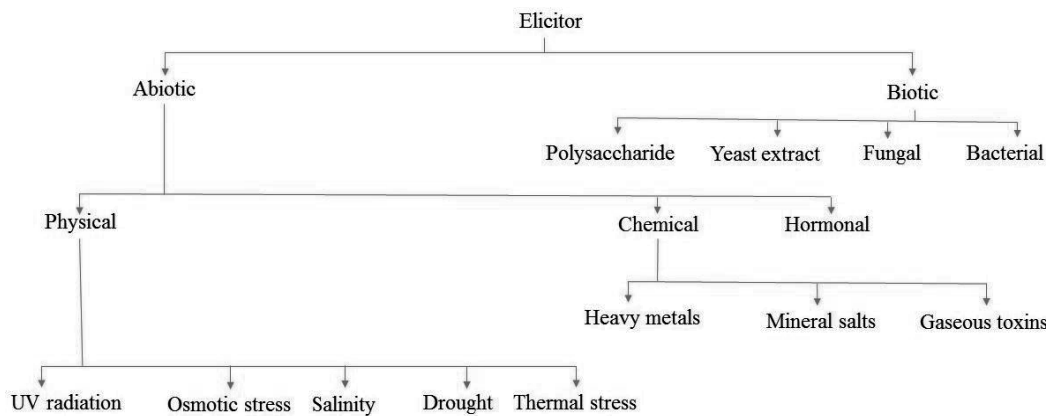 Elicitor
Abiotic
Biotic
Polysaccharide
Yeast extract
Fungal
Bacterial
Physical
Chemical
Hormonal
Heavy metals
Mineral salts
Gaseous toxins
UV radiation
Osmotic stress
Salinity
Drought
Thermal stress